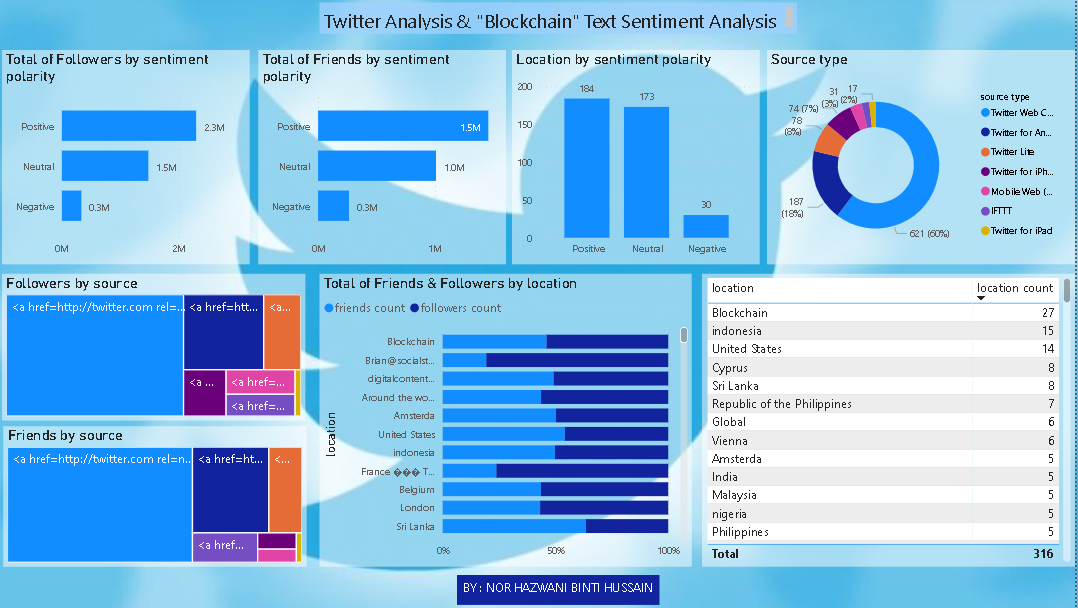 Twitter Analysis & "Blockchain" Text Sentiment Analysis
Total of Followers by sentiment
polarity
Positive
2.3M
Neutral
1.5M
Negative
0.3M
0M
2M
Total of Friends by sentiment
polarity
Positive
1.5M
Neutral
1.0M
Negative
0.3M
0M
1M
Location by sentiment polarity
200
150
100
50
0
184
173
30
Positive
Neutral
Negative
Source type
31
(3%)
17
(2%)
74 (7%)
78
(8%)
187
(18%)
621 (60%)
source type
Twitter Web C...
Twitter for An...
Twitter Lite
Twitter for iPh...
Mobile Web (...
IFTTT
Twitter for iPad
Followers by source
<a href=http://twitter.com rel=...
<a href=htt...
<a...
<a ...
<a href=...
<a href=...
Friends by source
<a href=http://twitter.com rel=n...
<a href=ht...
<...
<a href...
Total of Friends & Followers by location
friends count
followers count
location
Blockchain
Brian@socialst...
digitalcontent...
Around the wo...
Amsterda
United States
indonesia
France ��� T...
Belgium
London
Sri Lanka
0%
50%
100%
location location count
Blockchain 27
indonesia 15
United States 14
Cyprus 8
Sri Lanka 8
Republic of the Philippines 7
Global 6
Vienna 6
Amsterda 5
India 5
Malaysia 5
nigeria 5
Philippines 5
Total 316
BY : NOR HAZWANI BINTI HUSSAIN